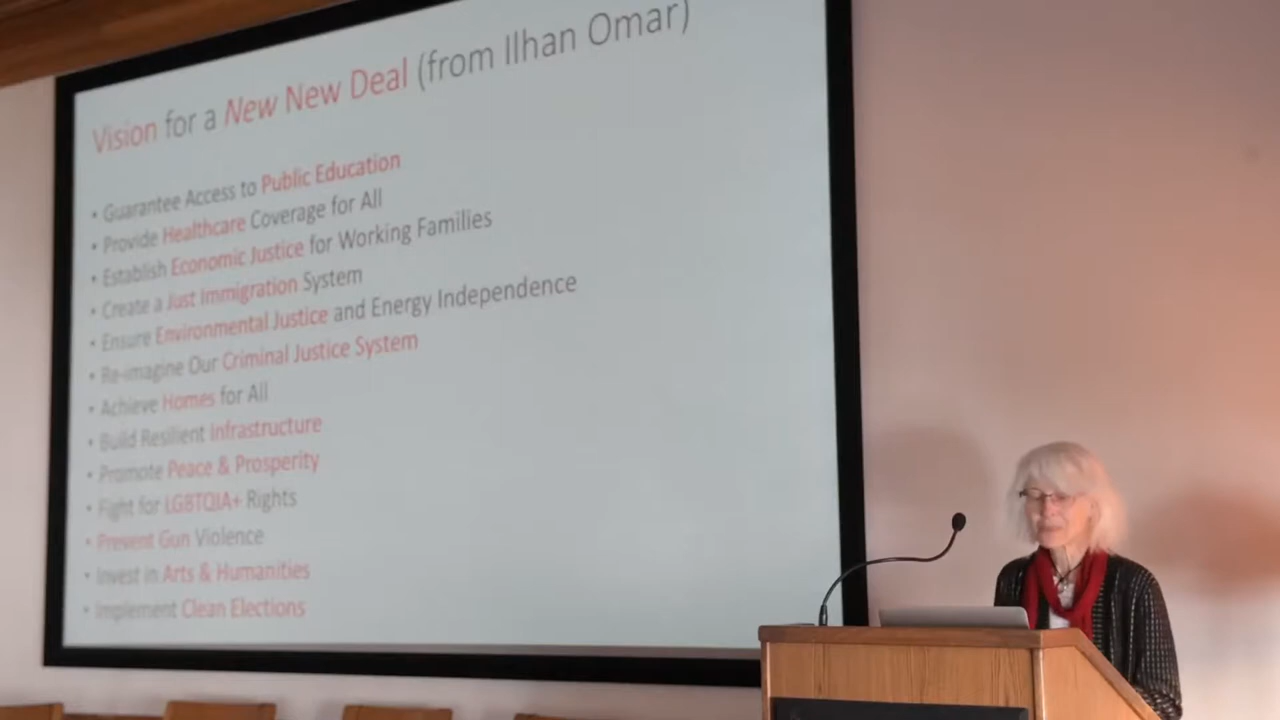 Vision for a New New Deal (from Ilhan Omar)
• Guarantee Access to Public Education
• Provide Healthcare Coverage for All
• Establish Economic Justice for Working Families
• Create a Just Immigration System
• Ensure Environmental Justice and Energy Independence
• Re-imagine Our Criminal Justice System
• Achieve Homes for All
• Build Resilient Infrastructure
• Promote Peace & Prosperity
• Fight for LGBTQIA+ Rights
• Prevent Gun Violence
• Invest in Arts & Humanities
• Implement Clean Elections